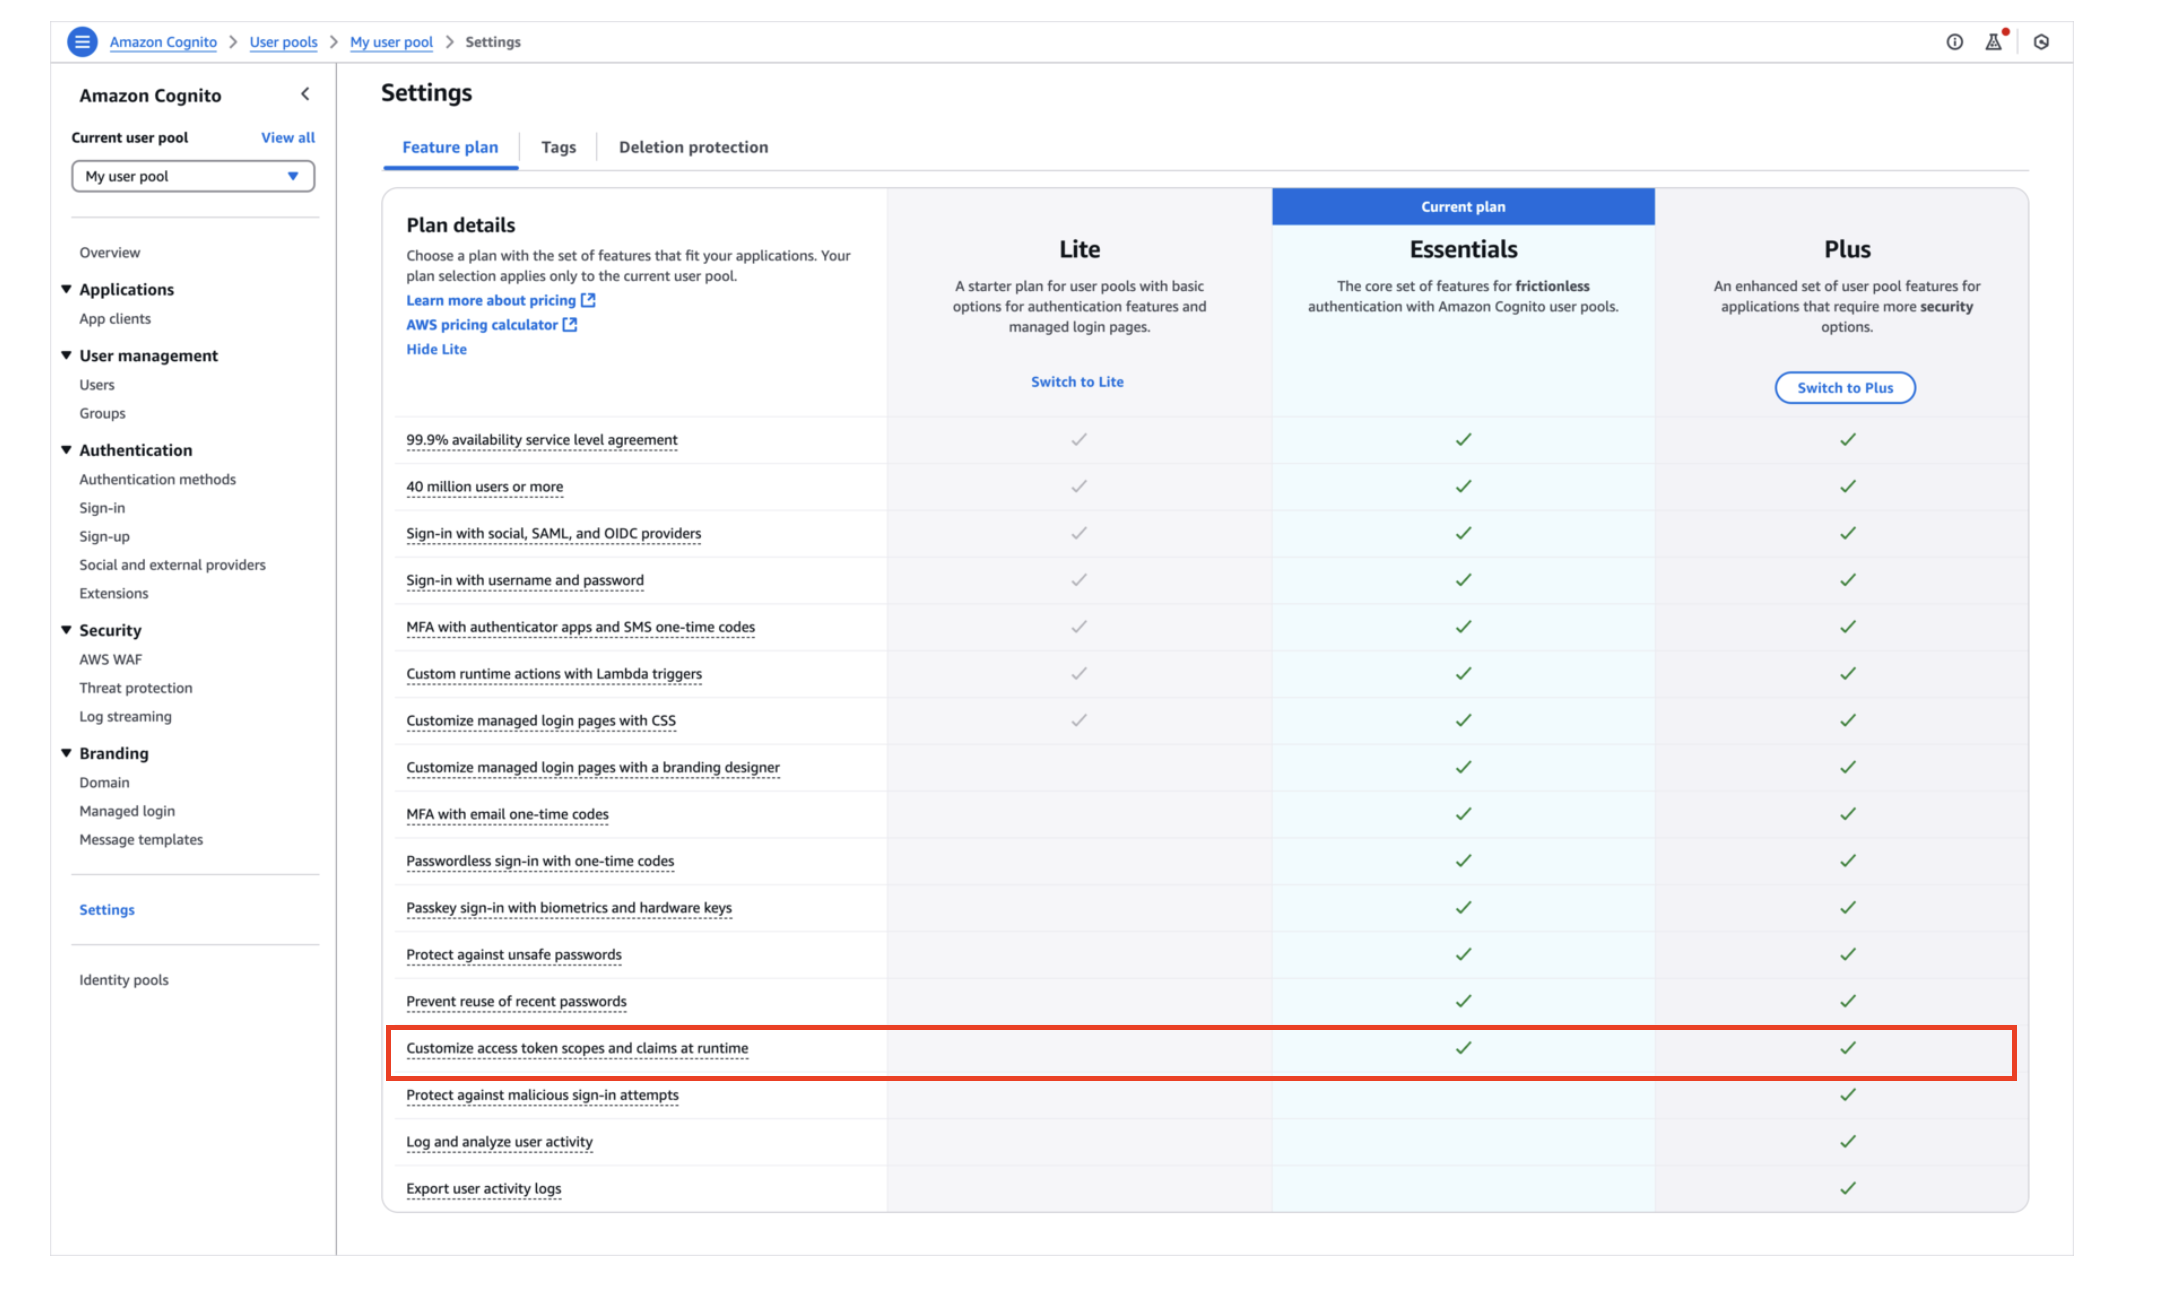 Amazon Cognito > User pools > My user pool > Settings
Amazon Cognito
Current user pool View all
My user pool
Overview
Applications
App clients
User management
Users
Groups
Authentication
Authentication methods
Sign-in
Sign-up
Social and external providers
Extensions
Security
AWS WAF
Threat protection
Log streaming
Branding
Domain
Managed login
Message templates
Settings
Identity pools
Settings
Feature plan Tags Deletion protection
Plan details
Choose a plan with the set of features that fit your applications. Your
plan selection applies only to the current user pool.
Learn more about pricing
AWS pricing calculator
Hide Lite
Lite
A starter plan for user pools with basic
options for authentication features and
managed login pages.
Switch to Lite
Current plan
Essentials
The core set of features for frictionless
authentication with Amazon Cognito user pools.
Plus
An enhanced set of user pool features for
applications that require more security
options.
Switch to Plus
99.9% availability service level agreement
40 million users or more
Sign-in with social, SAML, and OIDC providers
Sign-in with username and password
MFA with authenticator apps and SMS one-time codes
Custom runtime actions with Lambda triggers
Customize managed login pages with CSS
Customize managed login pages with a branding designer
MFA with email one-time codes
Passwordless sign-in with one-time codes
Passkey sign-in with biometrics and hardware keys
Protect against unsafe passwords
Prevent reuse of recent passwords
Customize access token scopes and claims at runtime
Protect against malicious sign-in attempts
Log and analyze user activity
Export user activity logs